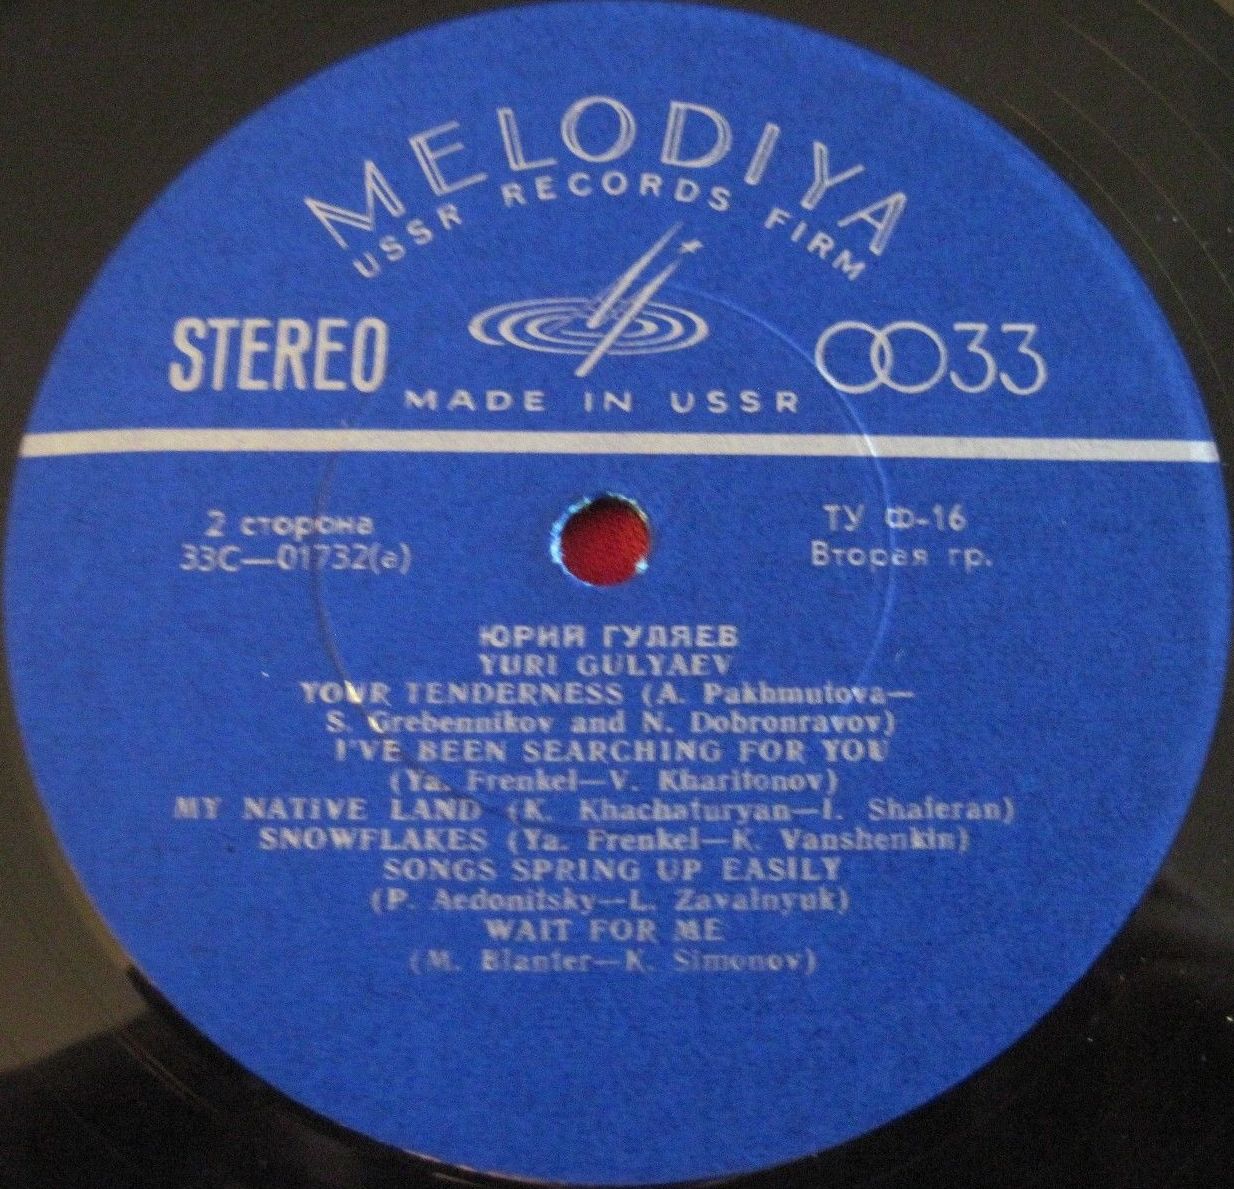 MELODIYA
USSR RECORDS FIRM
STEREO
33
MADE IN USSR
2 сторона
33С—01732(а)
ТУ Ф-16
Вторая гр.
ЮРИЙ ГУЛЯЕВ
YURI GULYAEV
YOUR TENDERNESS (A. Pakhmutova—
S. Grebennikov and N. Dobronravov)
I'VE BEEN SEARCHING FOR YOU
(Ya. Frenkel—V. Kharitonov)
MY NATIVE LAND (K. Khachaturyan—I. Shaferan)
SNOWFLAKES (Ya. Frenkel—K. Vanshenkin)
SONGS SPRING UP EASILY
(P. Aedonitsky—L. Zavalnyuk)
WAIT FOR ME
(M. Blanter—K. Simonov)